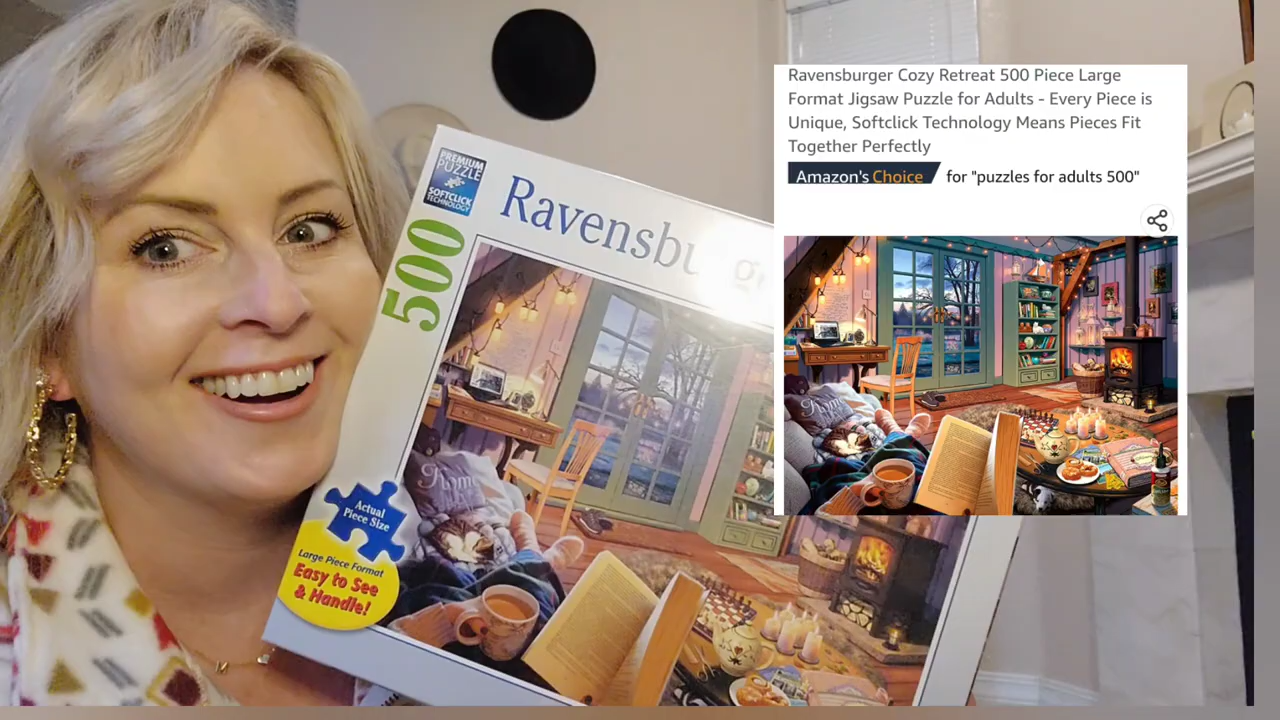 Ravensburger Cozy Retreat 500 Piece Large
Format Jigsaw Puzzle for Adults - Every Piece is
Unique, Softclick Technology Means Pieces Fit
Together Perfectly
Amazon's Choice for "puzzles for adults 500"
PREMIUM
PUZZLE
SOFTCLICK
TECHNOLOGY
Ravensbu g
500
Actual
Piece Size
Large Piece Format
Easy to See
& Handle!
Home
Home